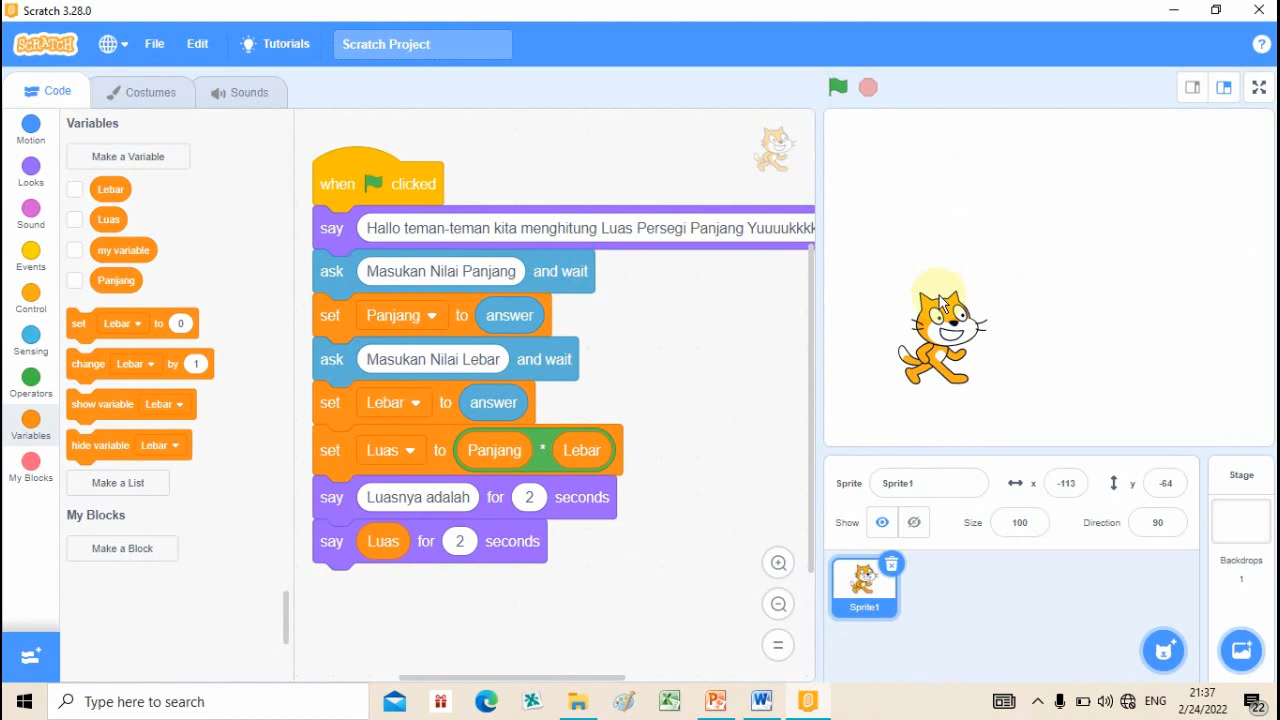 Scratch 3.28.0
SCRATCH File Edit Tutorials Scratch Project ?
Code Costumes Sounds
Motion
Looks
Sound
Events
Control
Sensing
Operators
Variables
My Blocks
Variables
Make a Variable
Lebar
Luas
my variable
Panjang
set Lebar to 0
change Lebar by 1
show variable Lebar
hide variable Lebar
Make a List
My Blocks
Make a Block
when clicked
say Hallo teman-teman kita menghitung Luas Persegi Panjang Yuuuukkkk
ask Masukan Nilai Panjang and wait
set Panjang to answer
ask Masukan Nilai Lebar and wait
set Lebar to answer
set Luas to Panjang * Lebar
say Luasnya adalah for 2 seconds
say Luas for 2 seconds
Sprite Sprite1 x -113 y -64
Show Size 100 Direction 90
Sprite1
Stage
Backdrops
1
Type here to search
ENG
21:37
2/24/2022
22